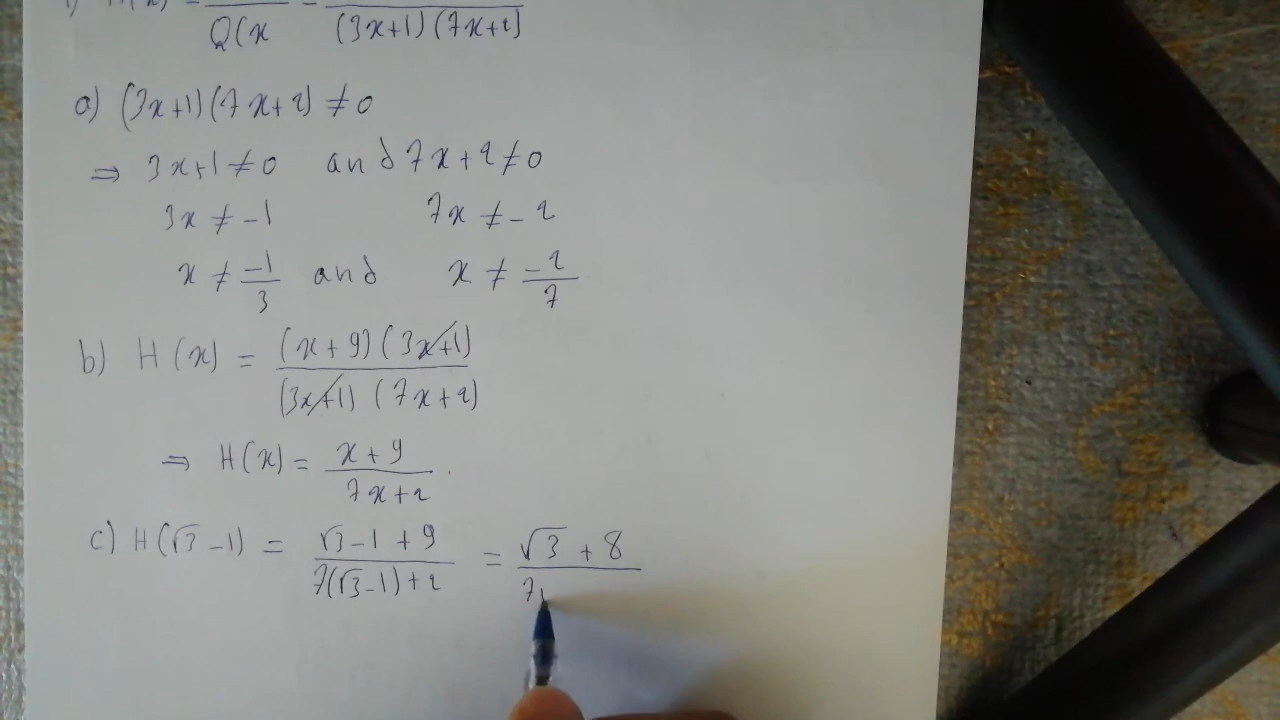 Q(x (3x+1)(7x+2)
a) (3x+1)(7x+2) ≠ 0
⇒ 3x+1 ≠ 0 and 7x+2 ≠ 0
3x ≠ -1 7x ≠ -2
x ≠ -1/3 and x ≠ -2/7
b) H(x) = (x+9)(3x+1)/(3x+1)(7x+2)
⇒ H(x) = x+9/7x+2.
c) H(√3-1) = √3-1+9/7(√3-1)+2 = √3+8/7